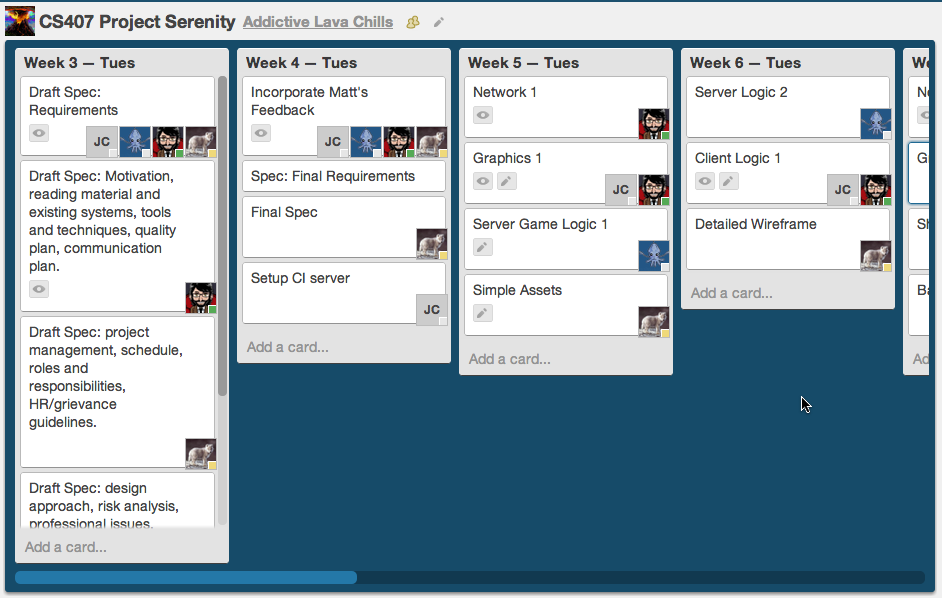 CS407 Project Serenity Addictive Lava Chills
Week 3 — Tues
Draft Spec:
Requirements
JC
Draft Spec: Motivation,
reading material and
existing systems, tools
and techniques, quality
plan, communication
plan.
Draft Spec: project
management, schedule,
roles and
responsibilities,
HR/grievance
guidelines.
Draft Spec: design
approach, risk analysis,
professional issues.
Add a card...
Week 4 — Tues
Incorporate Matt's
Feedback
JC
Spec: Final Requirements
Final Spec
Setup CI server
JC
Add a card...
Week 5 — Tues
Network 1
Graphics 1
JC
Server Game Logic 1
Simple Assets
Add a card...
Week 6 — Tues
Server Logic 2
Client Logic 1
JC
Detailed Wireframe
Add a card...